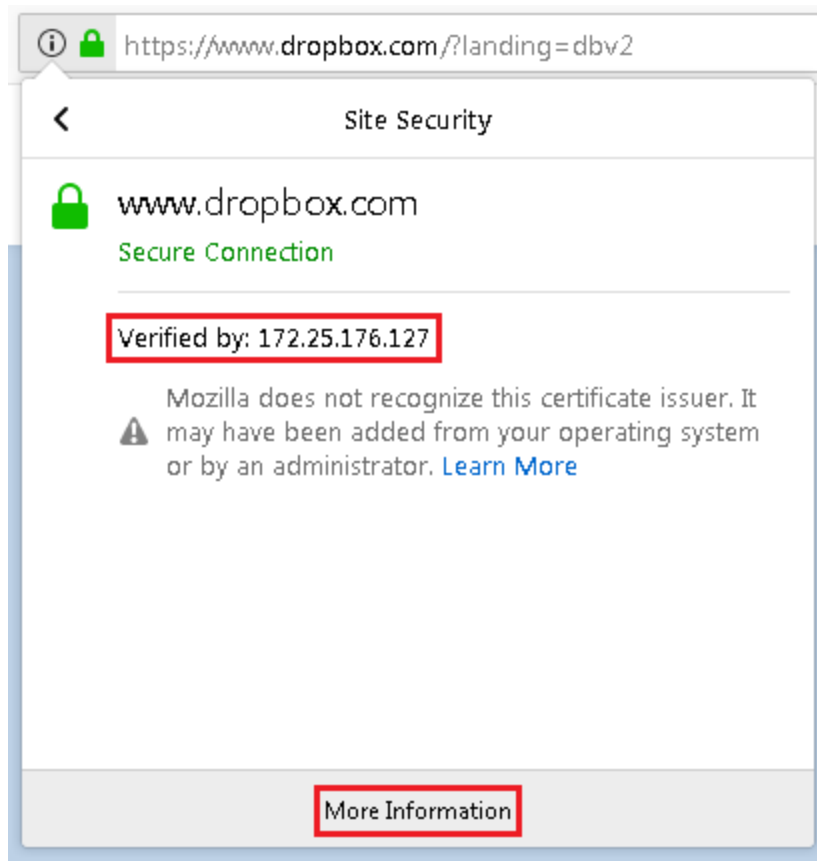 https://www.dropbox.com/?landing=dbv2
Site Security
www.dropbox.com
Secure Connection
Verified by: 172.25.176.127
Mozilla does not recognize this certificate issuer. It
may have been added from your operating system
or by an administrator. Learn More
More Information